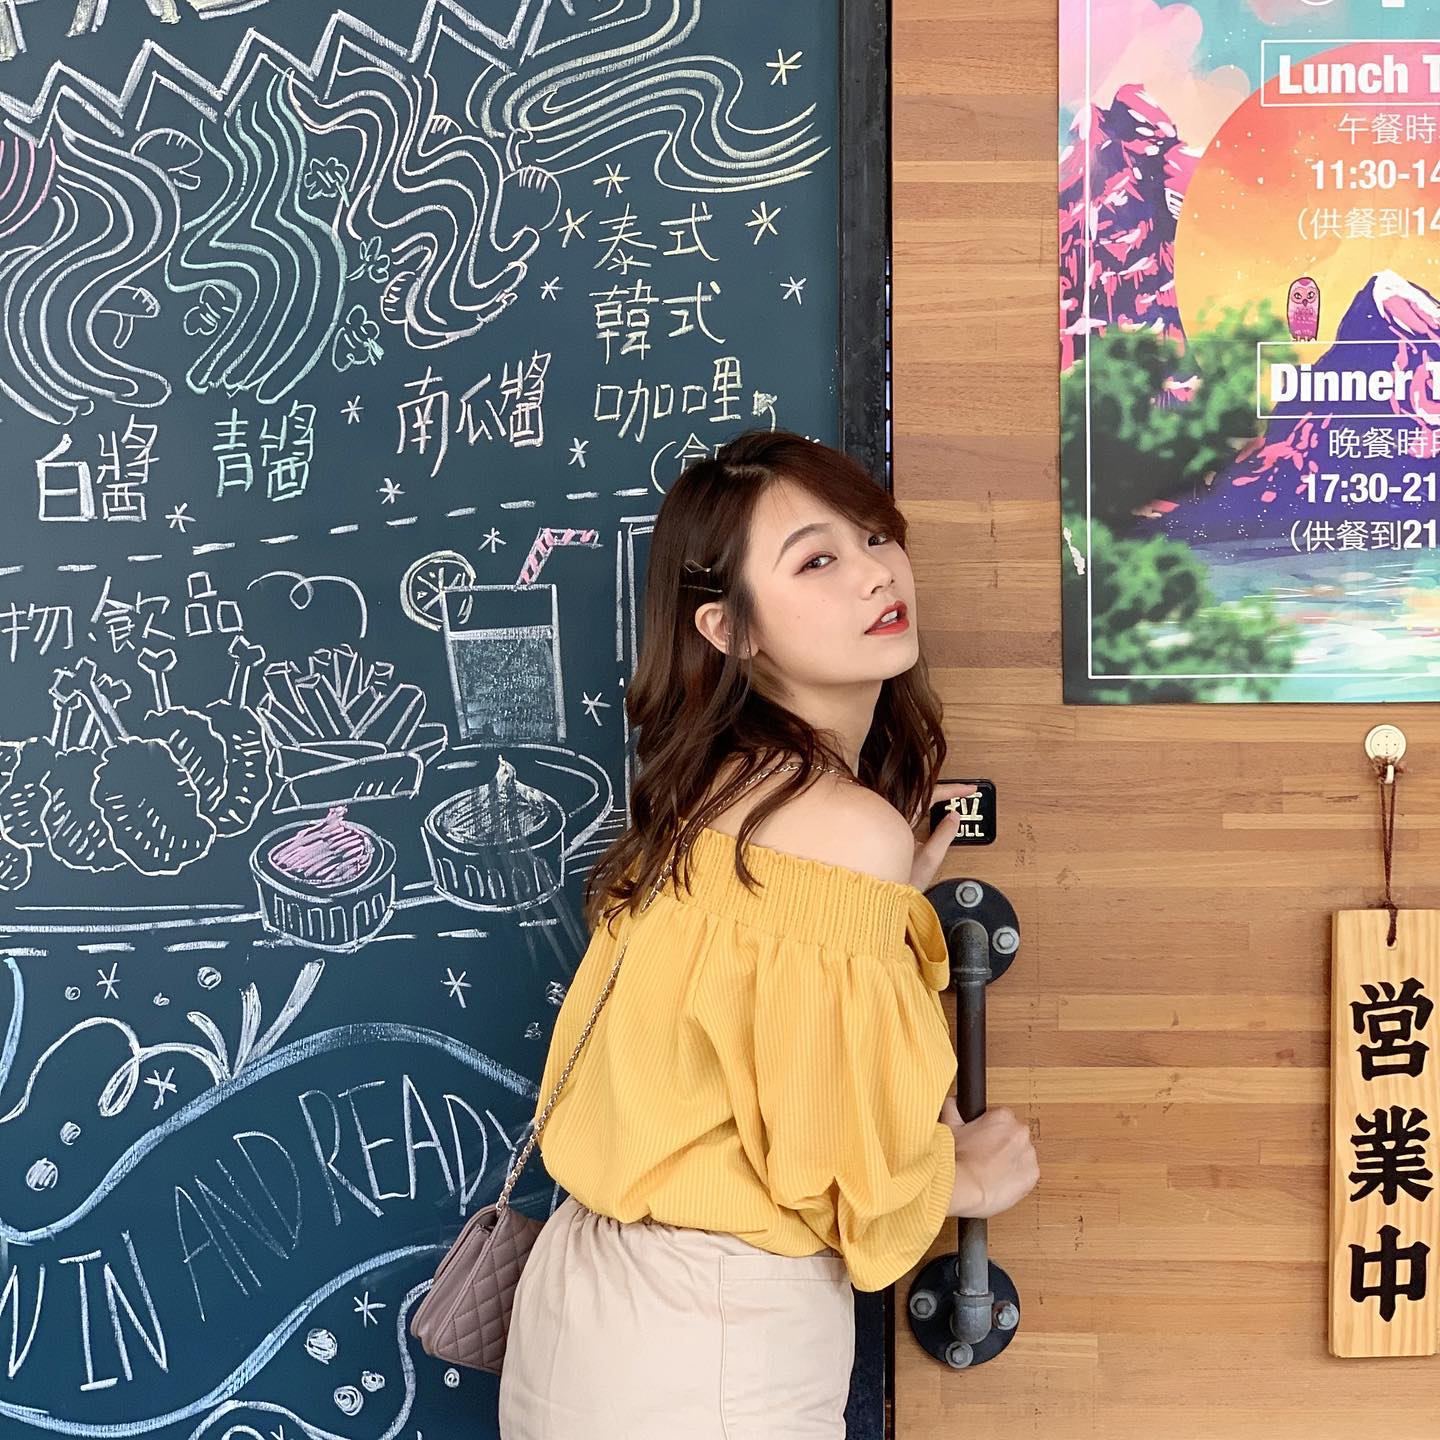 泰式
韓式
咖哩
白醬
青醬
南瓜醬
物.飲品
IN
AND
READY
Lunch
午餐時
11:30-14
(供餐到14
Dinner
晚餐時段
17:30-21
(供餐到21
拉
営業中